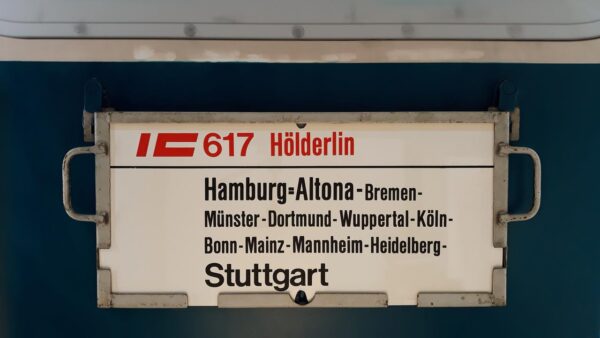 IC 617 Hölderlin
Hamburg=Altona-Bremen-
Münster-Dortmund-Wuppertal-Köln-
Bonn-Mainz-Mannheim-Heidelberg-
Stuttgart